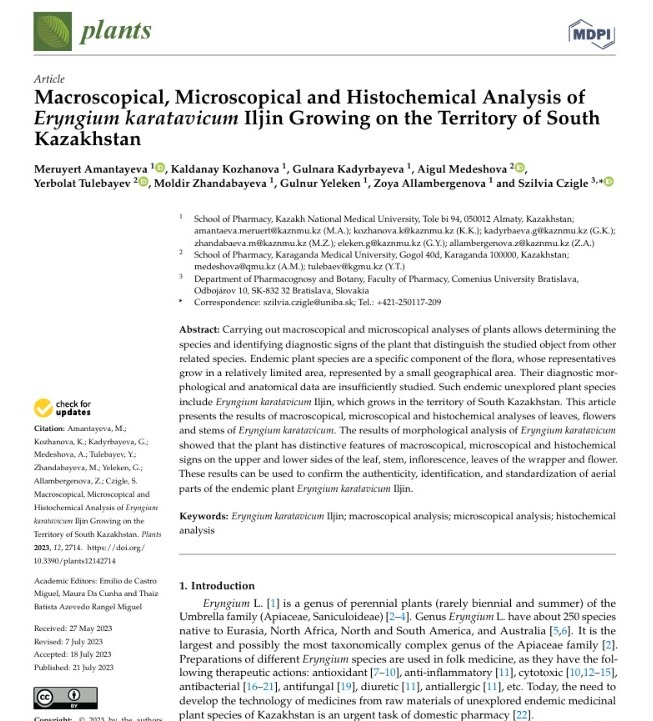 plants
MDPI
Article
Macroscopical, Microscopical and Histochemical Analysis of
Eryngium karatavicum Iljin Growing on the Territory of South
Kazakhstan
Meruyert Amantayeva 1, Kaldanay Kozhanova 1, Gulnara Kadyrbayeva 1, Aigul Medeshova 2,
Yerbolat Tulebayev 2, Moldir Zhandabayeva 1, Gulnur Yeleken 1, Zoya Allambergenova 1 and Szilvia Czigle 3,*
1 School of Pharmacy, Kazakh National Medical University, Tole bi 94, 050012 Almaty, Kazakhstan;
amantaeva.meruert@kaznmu.kz (M.A.); kozhanova.k@kaznmu.kz (K.K.); kadyrbaeva.g@kaznmu.kz (G.K.);
zhandabaeva.m@kaznmu.kz (M.Z.); eleken.g@kaznmu.kz (G.Y.); allambergenova.z@kaznmu.kz (Z.A.)
2 School of Pharmacy, Karaganda Medical University, Gogol 40d, Karaganda 100000, Kazakhstan;
medeshova@qmu.kz (A.M.); tulebaev@kgmu.kz (Y.T.)
3 Department of Pharmacognosy and Botany, Faculty of Pharmacy, Comenius University Bratislava,
Odbojárov 10, SK-832 32 Bratislava, Slovakia
* Correspondence: szilvia.czigle@uniba.sk; Tel.: +421-250117-209
Abstract: Carrying out macroscopical and microscopical analyses of plants allows determining the
species and identifying diagnostic signs of the plant that distinguish the studied object from other
related species. Endemic plant species are a specific component of the flora, whose representatives
grow in a relatively limited area, represented by a small geographical area. Their diagnostic mor-
phological and anatomical data are insufficiently studied. Such endemic unexplored plant species
include Eryngium karatavicum Iljin, which grows in the territory of South Kazakhstan. This article
presents the results of macroscopical, microscopical and histochemical analyses of leaves, flowers
and stems of Eryngium karatavicum. The results of morphological analysis of Eryngium karatavicum
showed that the plant has distinctive features of macroscopical, microscopical and histochemical
signs on the upper and lower sides of the leaf, stem, inflorescence, leaves of the wrapper and flower.
These results can be used to confirm the authenticity, identification, and standardization of aerial
parts of the endemic plant Eryngium karatavicum Iljin.
Keywords: Eryngium karatavicum Iljin; macroscopical analysis; microscopical analysis; histochemical
analysis
check for
updates
Citation: Amantayeva, M.;
Kozhanova, K.; Kadyrbayeva, G.;
Medeshova, A.; Tulebayev, Y.;
Zhandabayeva, M.; Yeleken, G.;
Allambergenova, Z.; Czigle, S.
Macroscopical, Microscopical and
Histochemical Analysis of Eryngium
karatavicum Iljin Growing on the
Territory of South Kazakhstan. Plants
2023, 12, 2714. https://doi.org/
10.3390/plants12142714
Academic Editors: Emilio de Castro
Miguel, Maura Da Cunha and Thaiz
Batista Azevedo Rangel Miguel
Received: 27 May 2023
Revised: 7 July 2023
Accepted: 18 July 2023
Published: 21 July 2023
CC BY
Copyright: © 2023 by the authors
1. Introduction
Eryngium L. [1] is a genus of perennial plants (rarely biennial and summer) of the
Umbrella family (Apiaceae, Saniculoideae) [2–4]. Genus Eryngium L. have about 250 species
native to Eurasia, North Africa, North and South America, and Australia [5,6]. It is the
largest and possibly the most taxonomically complex genus of the Apiaceae family [2].
Preparations of different Eryngium species are used in folk medicine, as they have the fol-
lowing therapeutic actions: antioxidant [7–10], anti-inflammatory [11], cytotoxic [10,12–15],
antibacterial [16–21], antifungal [19], diuretic [11], antiallergic [11], etc. Today, the need to
develop the technology of medicines from raw materials of unexplored endemic medicinal
plant species of Kazakhstan is an urgent task of domestic pharmacy [22].